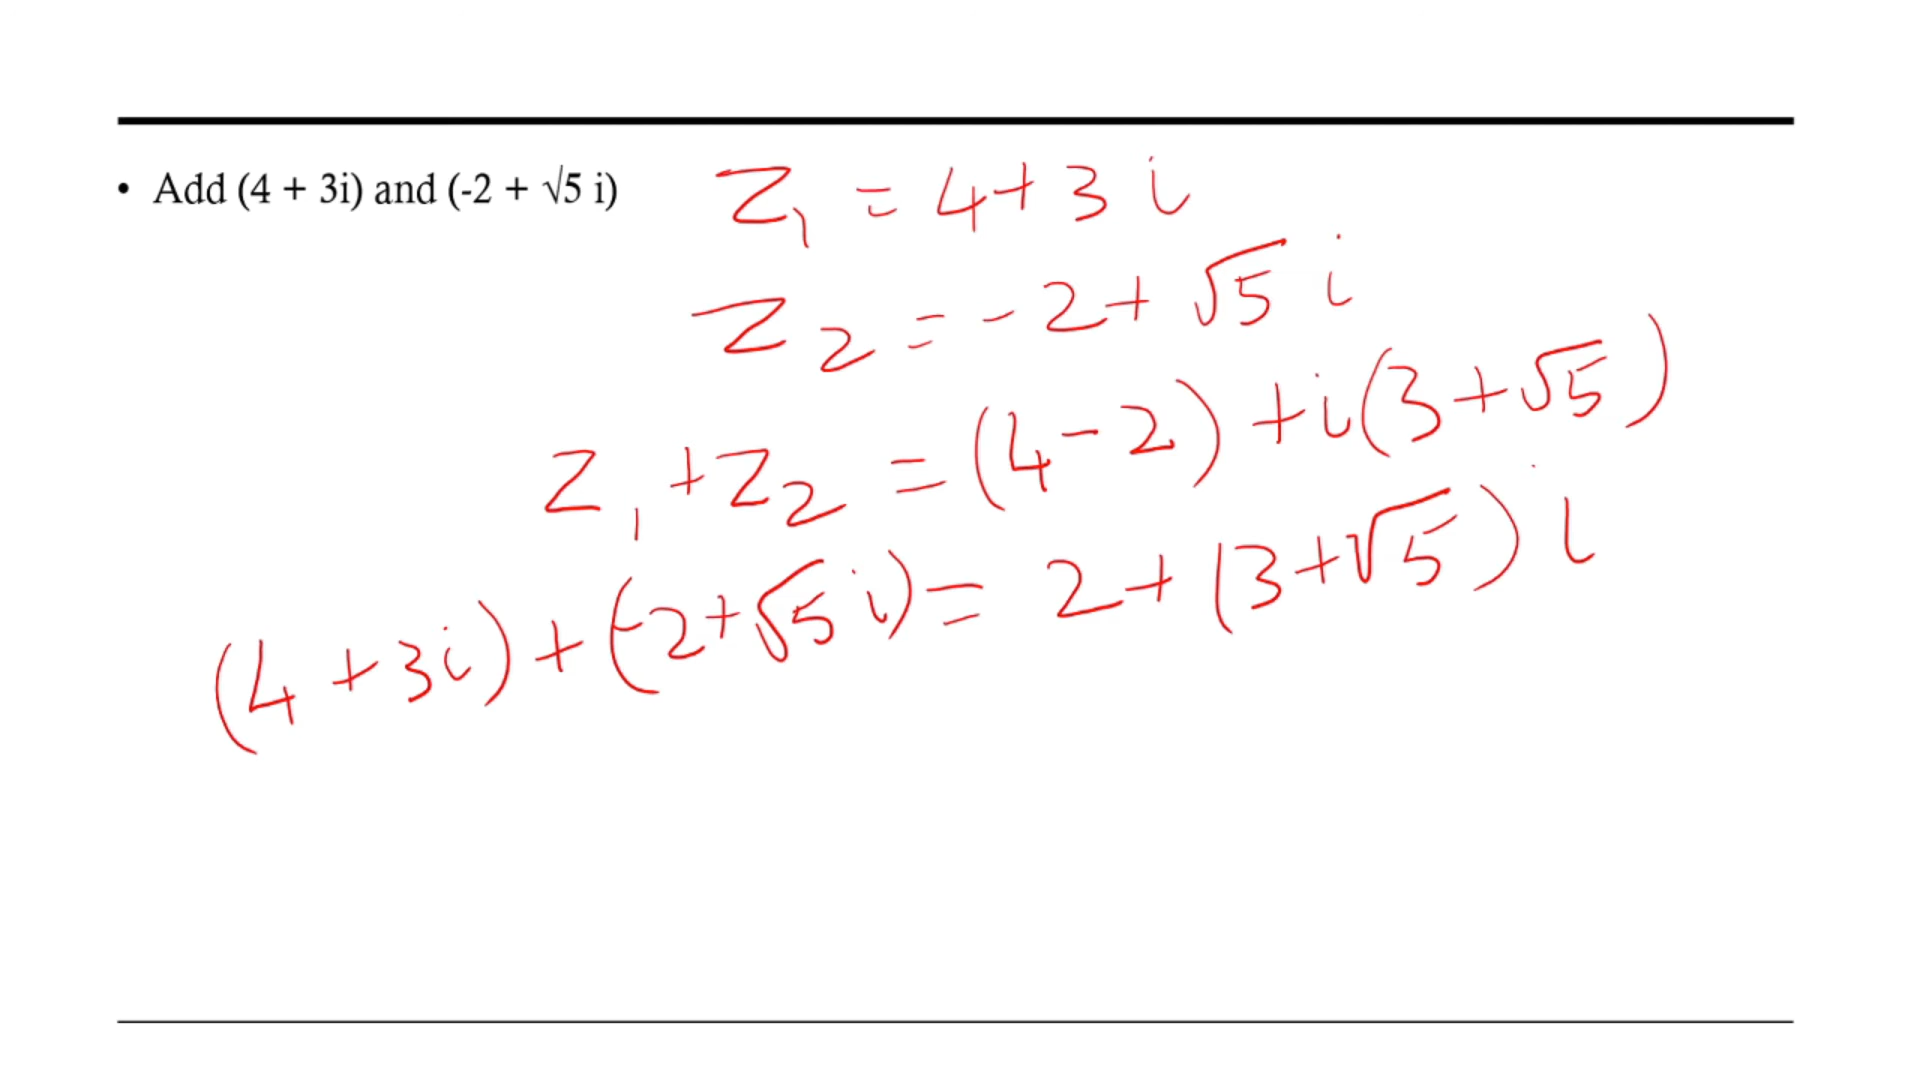 • Add (4 + 3i) and (-2 + √5 i)
Z₁ = 4+3 i
Z₂ = -2+ √5 i
Z₁ +Z₂ = (4-2) +i(3+√5)
(4+3i)+(-2+√5 i)= 2+(3+√5) i